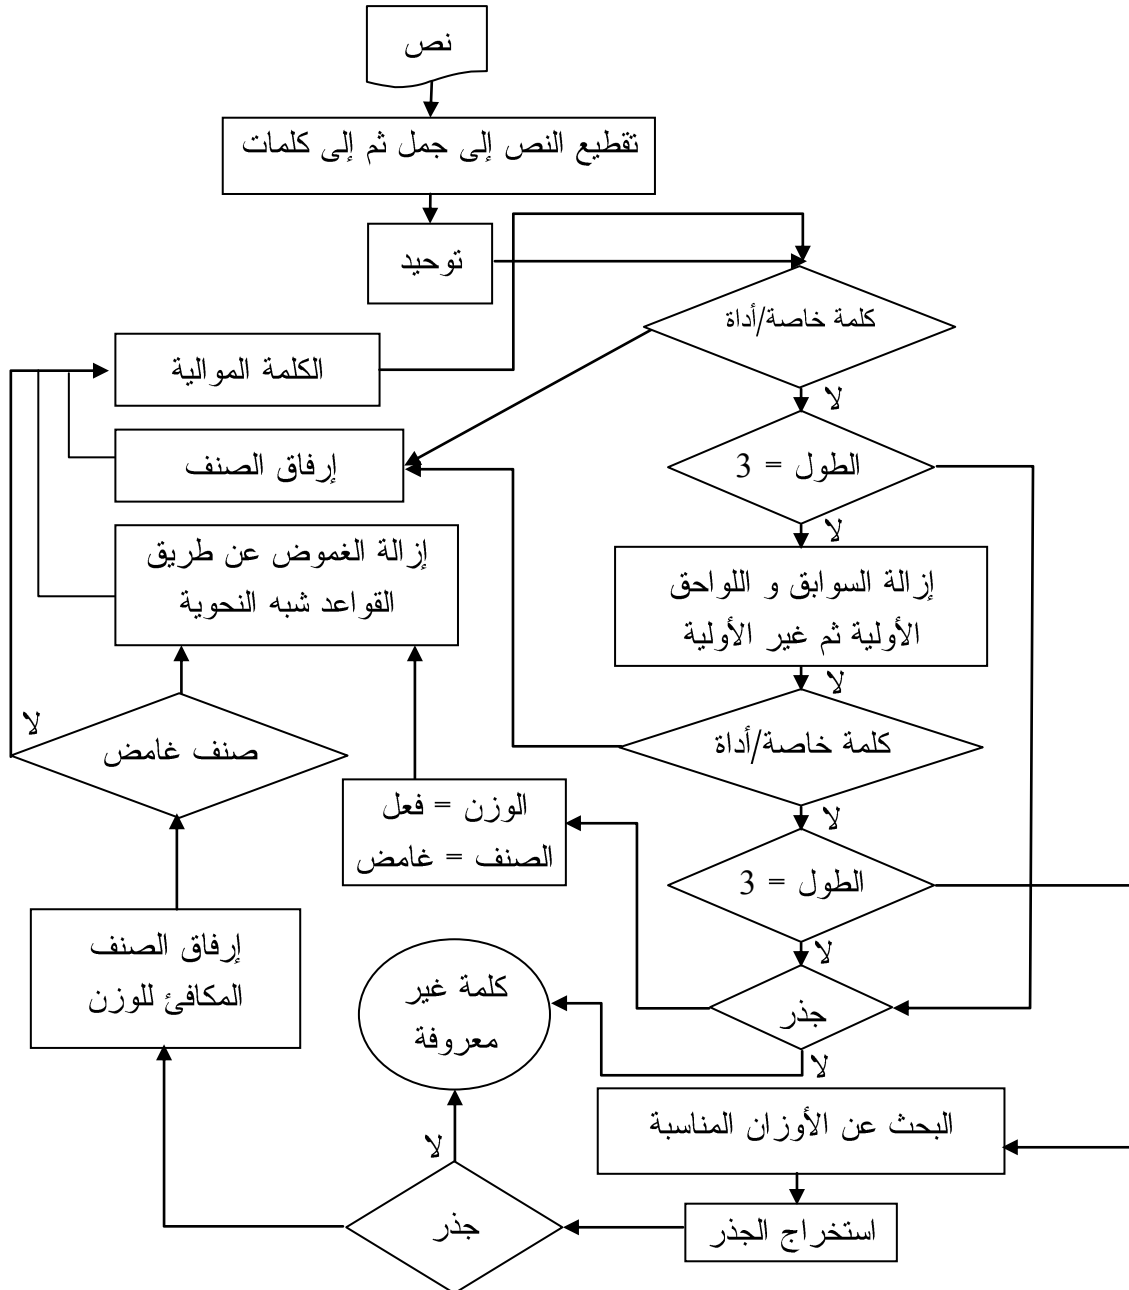 نص
تقطيع النص إلى جمل ثم إلى كلمات
توحيد
كلمة خاصة/أداة
لا
الكلمة الموالية
إرفاق الصنف
الطول = 3
لا
إزالة الغموض عن طريق
القواعد شبه النحوية
إزالة السوابق و اللواحق
الأولية ثم غير الأولية
لا
كلمة خاصة/أداة
لا
صنف غامض
لا
الوزن = فعل
الصنف = غامض
الطول = 3
لا
إرفاق الصنف
المكافئ للوزن
كلمة غير
معروفة
جذر
لا
البحث عن الأوزان المناسبة
لا
جذر
استخراج الجذر